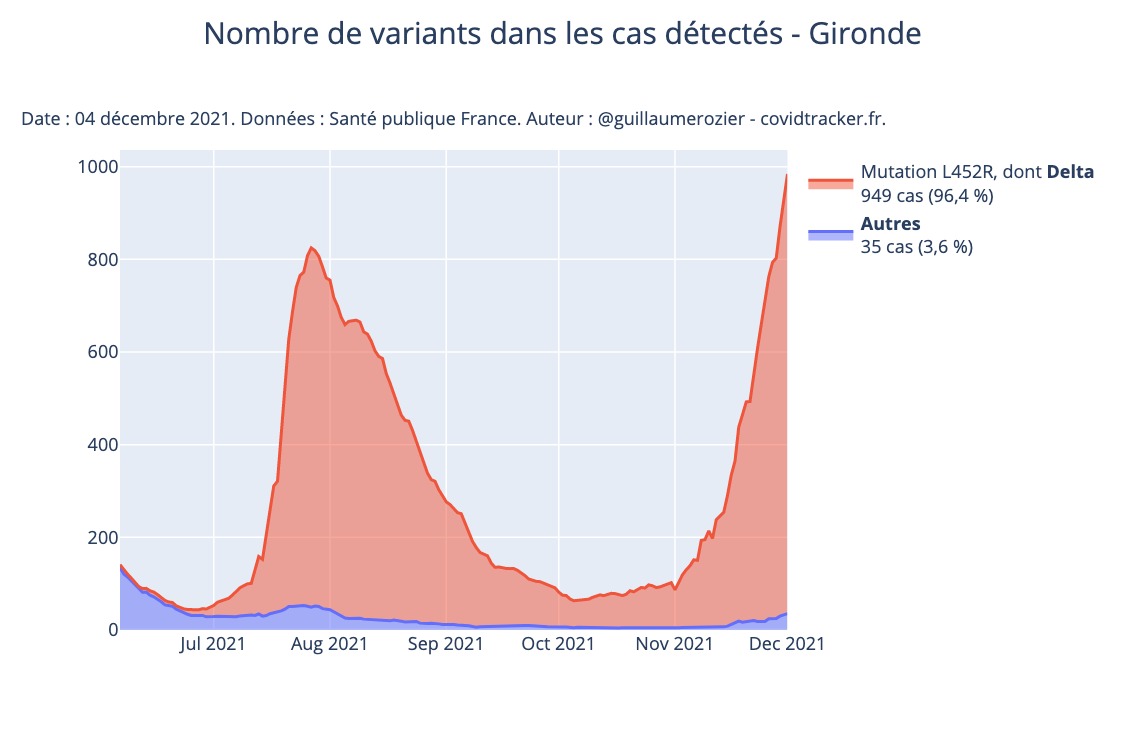 Nombre de variants dans les cas détectés - Gironde
Date : 04 décembre 2021. Données : Santé publique France. Auteur : @guillaumerozier - covidtracker.fr.
1000
800
600
400
200
0
Jul 2021
Aug 2021
Sep 2021
Oct 2021
Nov 2021
Dec 2021
Mutation L452R, dont Delta
949 cas (96,4 %)
Autres
35 cas (3,6 %)